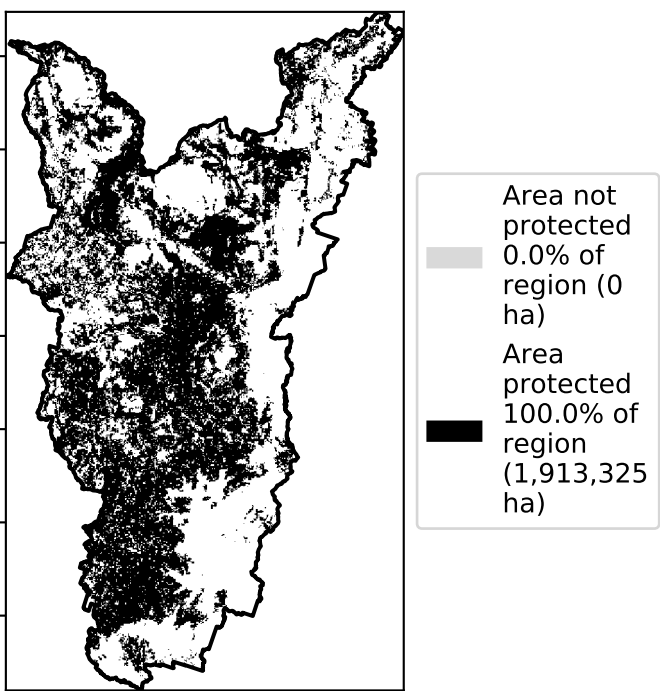 Area not
protected
0.0% of
region (0
ha)
Area
protected
100.0% of
region
(1,913,325
ha)